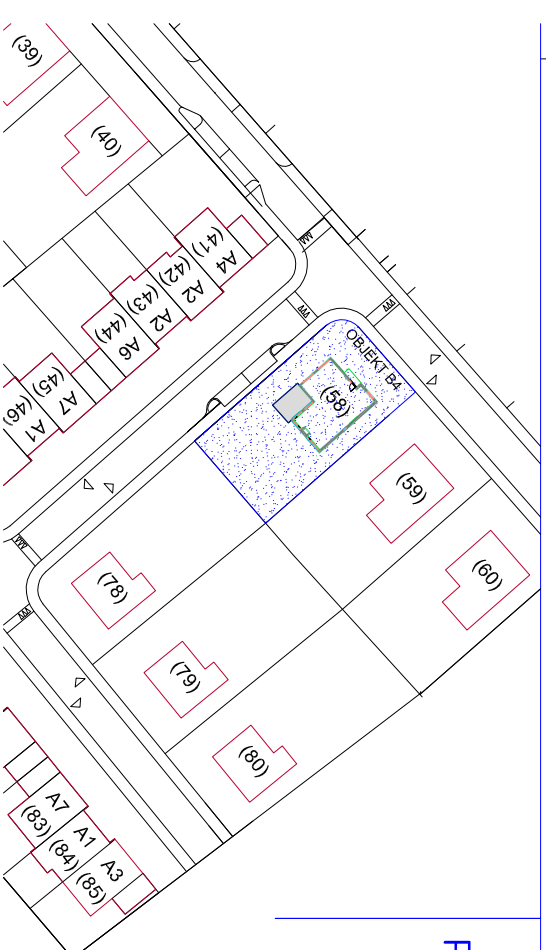 (39)
(40)
A4
(41)
A2
(42)
A2
(43)
A6
(44)
A7
(45)
A1
(46)
OBJEKT B4
(58)
(59)
(60)
(78)
(79)
(80)
A7
(83)
A1
(84)
A3
(85)